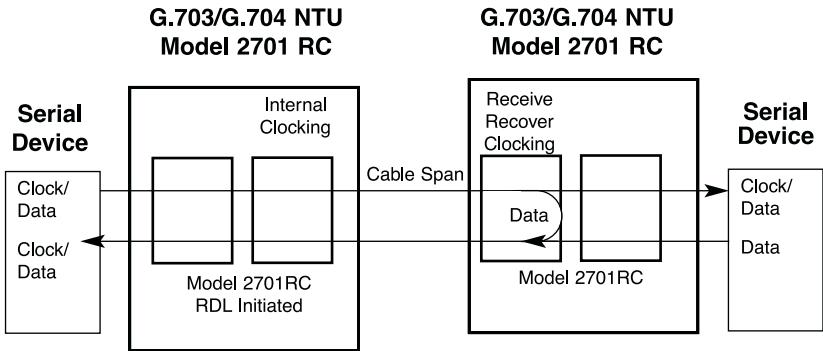 G.703/G.704 NTU
Model 2701 RC
G.703/G.704 NTU
Model 2701 RC
Serial
Device
Internal
Clocking
Receive
Recover
Clocking
Serial
Device
Cable Span
Clock/
Data
Clock/
Data
Data
Clock/
Data
Data
Model 2701RC
RDL Initiated
Model 2701RC